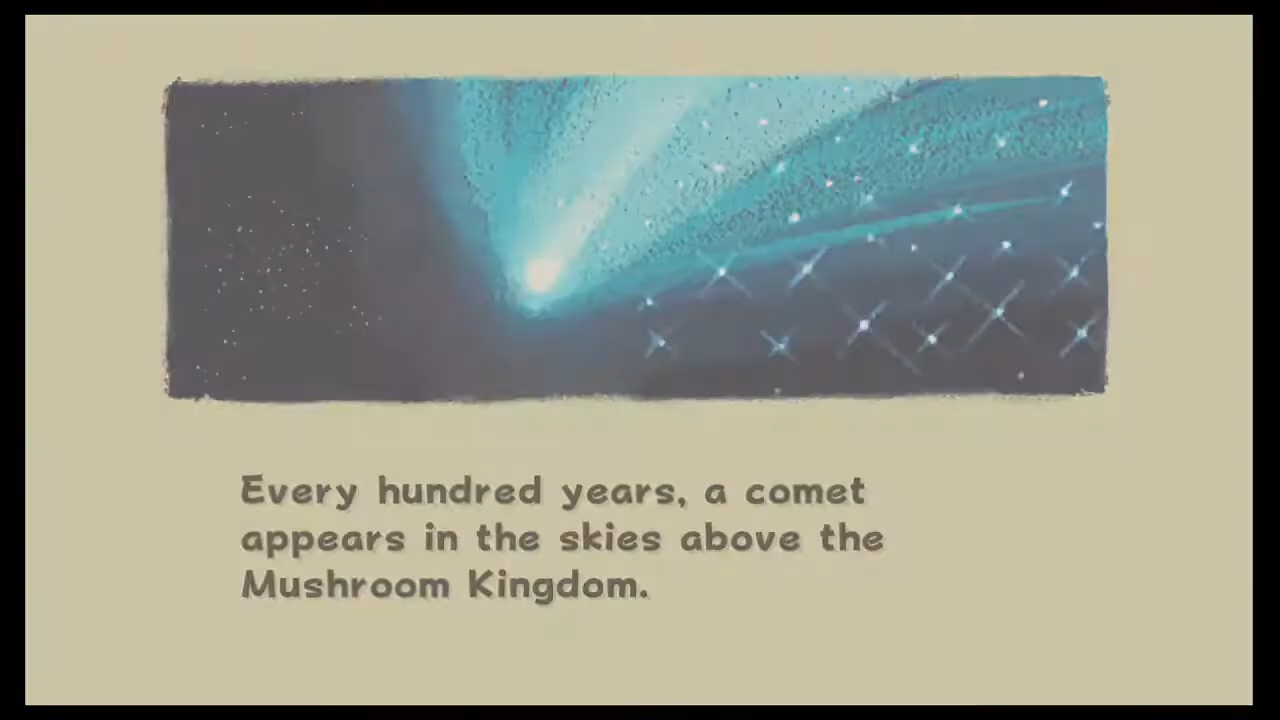 Every hundred years, a comet
appears in the skies above the
Mushroom Kingdom.